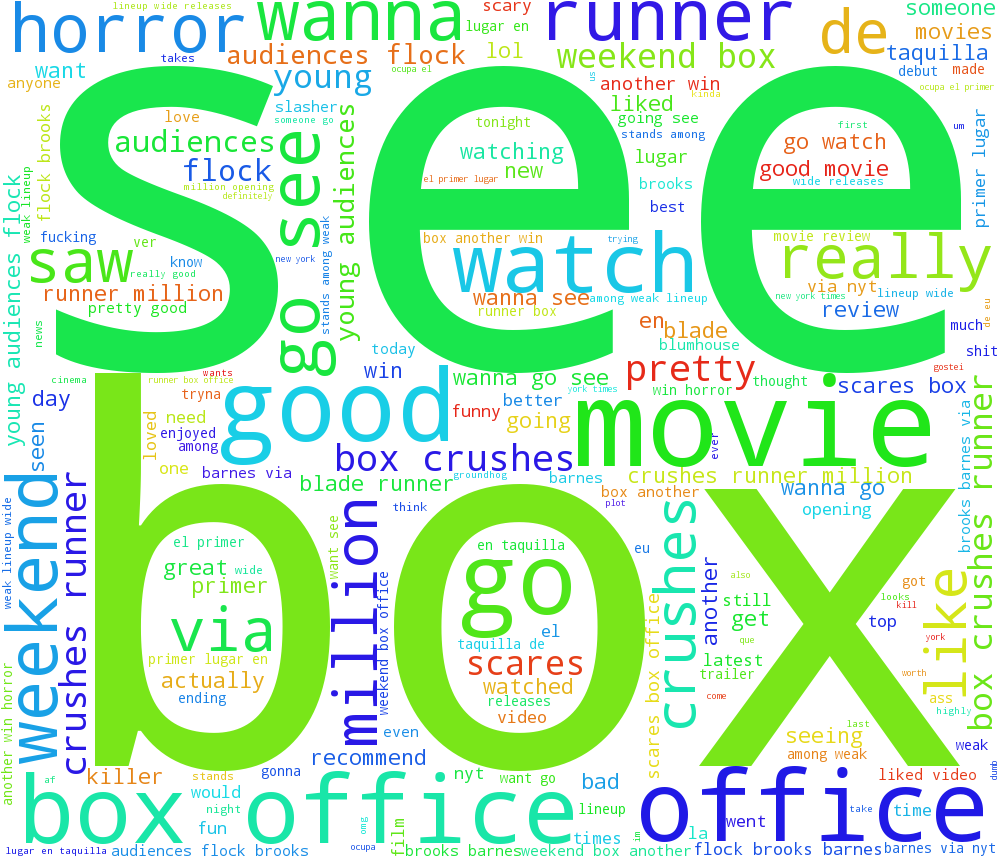 lineup wide releases
horror
wanna
scary
lugar en
runner
de
someone
movies
takes
audiences flock
lol
weekend box
taquilla
want
young
ocupa el
us
another win
debut
made
anyone
slasher
someone go
liked
kinda
ocupa el primer
love
going see
stands among
first
um
flock brooks
audiences
see
tonight
watching
new
go watch
good movie
wide releases
primer lugar
flock
million opening
definitely
go see
young audiences
el primer lugar
lugar
brooks
best
weak lineup
fucking
ver
saw
know
really good
new york
stands among weak
box another win
trying
watch
movie review
really
young audiences flock
runner million
pretty good
wanna see
among weak lineup
runner box
via nyt
new york times
lineup wide
review
de eu
news
en
blade
blumhouse
much
shit
today
win
cinema
runner box office
wants
tryna
wanna go see
york times
pretty
win horror
thought
gostei
scares box
day
good
better
funny
going
movie
seen
loved
need
enjoyed
among
one
box crushes
ever
barnes via
groundhog
barnes
crushes runner million
brooks barnes via
weekend
weak lineup wide
crushes runner
blade runner
box another
plot
wanna go
opening
box crushes runner
box
million
think
want see
el primer
great
wide
primer
via
primer lugar en
actually
ending
weekend box office
en taquilla
go
el
taquilla de
scares
watched
releases
video
eu
crushes
another
also
still
get
que
latest
trailer
come
got
looks
kill
top
york
like
worth
ass
highly
another win horror
even
recommend
scares box office
last
seeing
among weak
weak
dumb
af
killer
stands
gonna
nyt
want go
bad
liked video
box office
would
night
fun
omg
film
lineup
times
im
office
la
went
take
time
lugar en taquilla
audiences flock brooks
ocupa
brooks barnes
weekend box another
flock brooks barnes
barnes via nyt